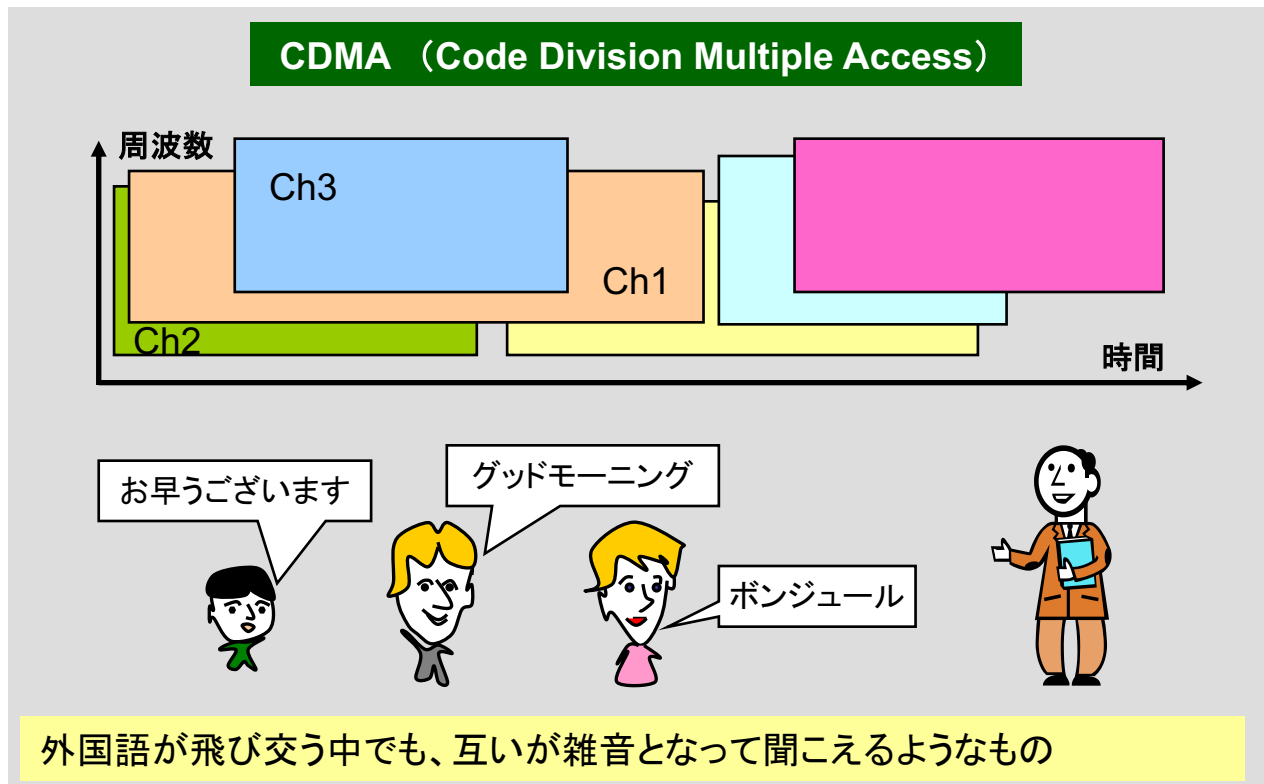 CDMA （Code Division Multiple Access）
周波数
Ch3
Ch1
Ch2
時間
お早うございます
グッドモーニング
ボンジュール
外国語が飛び交う中でも、互いが雑音となって聞こえるようなもの